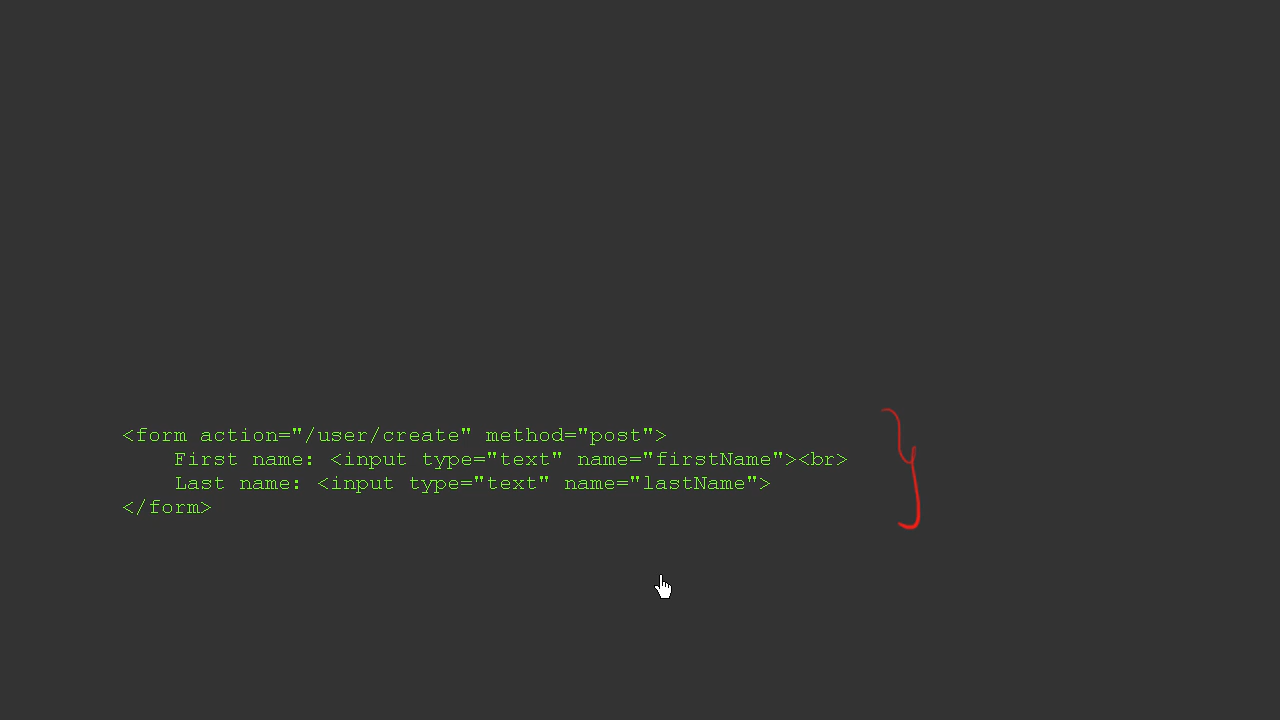 <form action="/user/create" method="post">
    First name: <input type="text" name="firstName"><br>
    Last name: <input type="text" name="lastName">
</form>